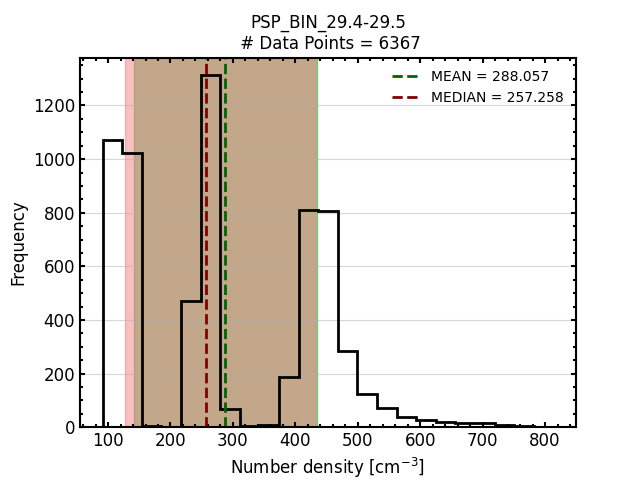 PSP_BIN_29.4-29.5
# Data Points = 6367
MEAN = 288.057
MEDIAN = 257.258
1200
1000
800
600
400
200
0
Frequency
100 200 300 400 500 600 700 800
Number density [cm⁻³]